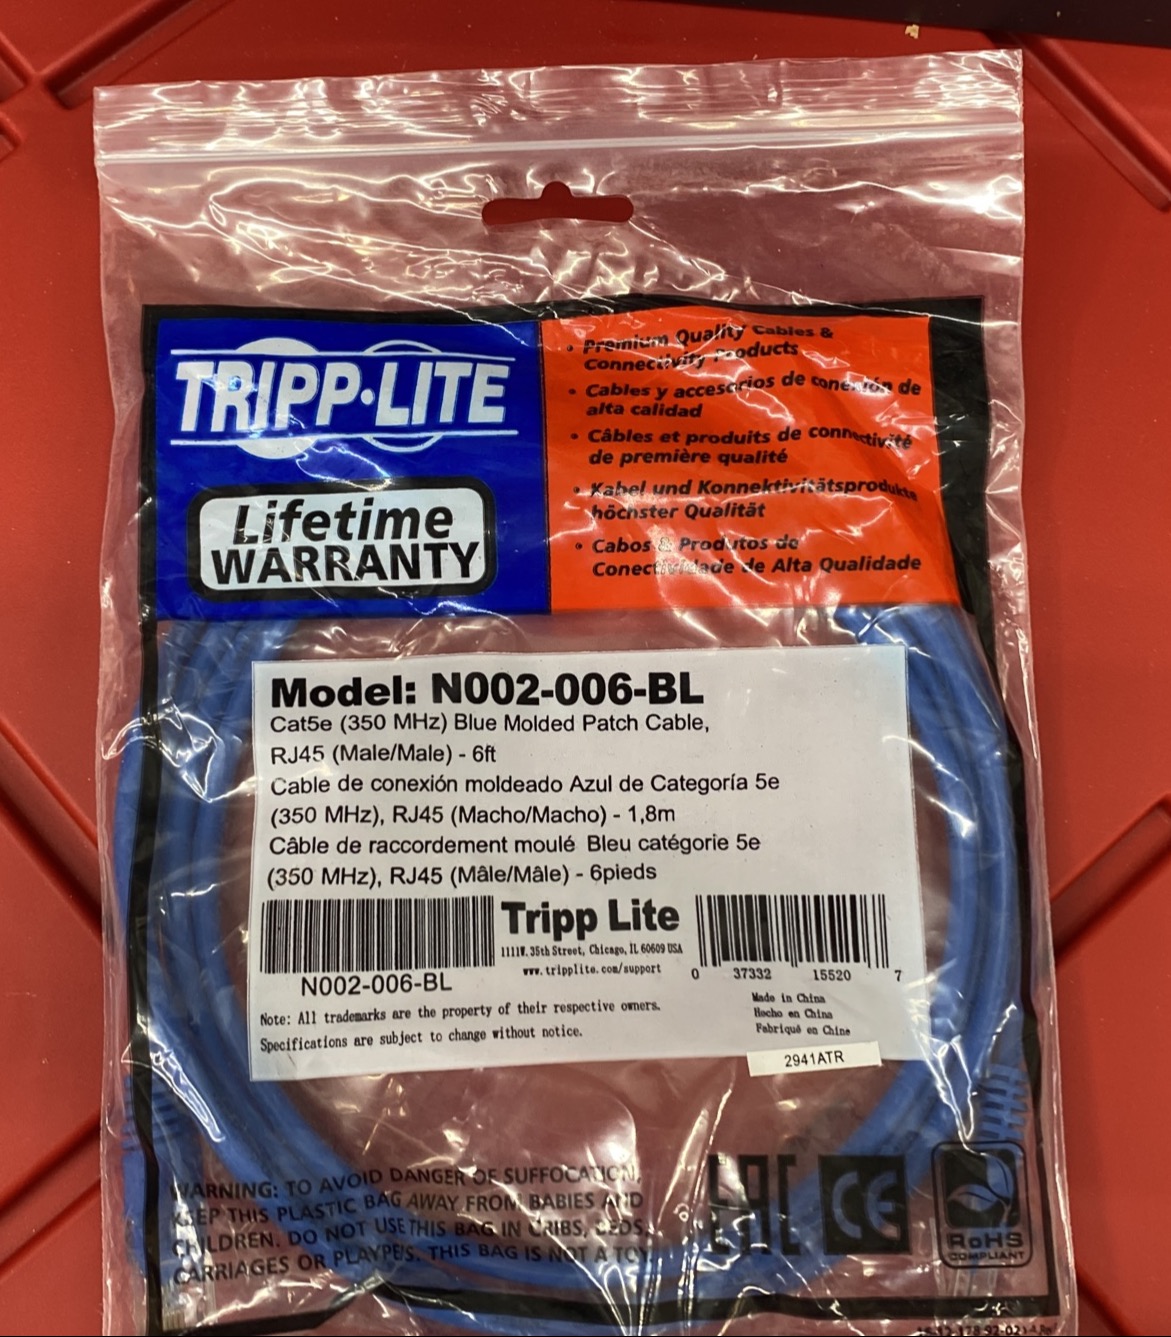 TRIPP·LITE
Lifetime
WARRANTY
• Premium Quality Cables &
Connectivity Products
• Cables y accesorios de conexión de
alta calidad
• Câbles et produits de connectivité
de première qualité
• Kabel und Konnektivitätsprodukte
höchster Qualität
• Cabos & Produtos de
Conectividade de Alta Qualidade
Model: N002-006-BL
Cat5e (350 MHz) Blue Molded Patch Cable,
RJ45 (Male/Male) - 6ft
Cable de conexión moldeado Azul de Categoría 5e
(350 MHz), RJ45 (Macho/Macho) - 1,8m
Câble de raccordement moulé Bleu catégorie 5e
(350 MHz), RJ45 (Mâle/Mâle) - 6pieds
N002-006-BL
Tripp Lite
1111W. 35th Street, Chicago, IL 60609 USA
www.tripplite.com/support
0 37332 15520 7
Note: All trademarks are the property of their respective owners.
Specifications are subject to change without notice.
Made in China
Hecho en China
Fabriqué en Chine
2941ATR
WARNING: TO AVOID DANGER OF SUFFOCATION,
KEEP THIS PLASTIC BAG AWAY FROM BABIES AND
CHILDREN. DO NOT USE THIS BAG IN CRIBS, BEDS,
CARRIAGES OR PLAYPENS. THIS BAG IS NOT A TOY
EAC
CE
RoHS
COMPLIANT